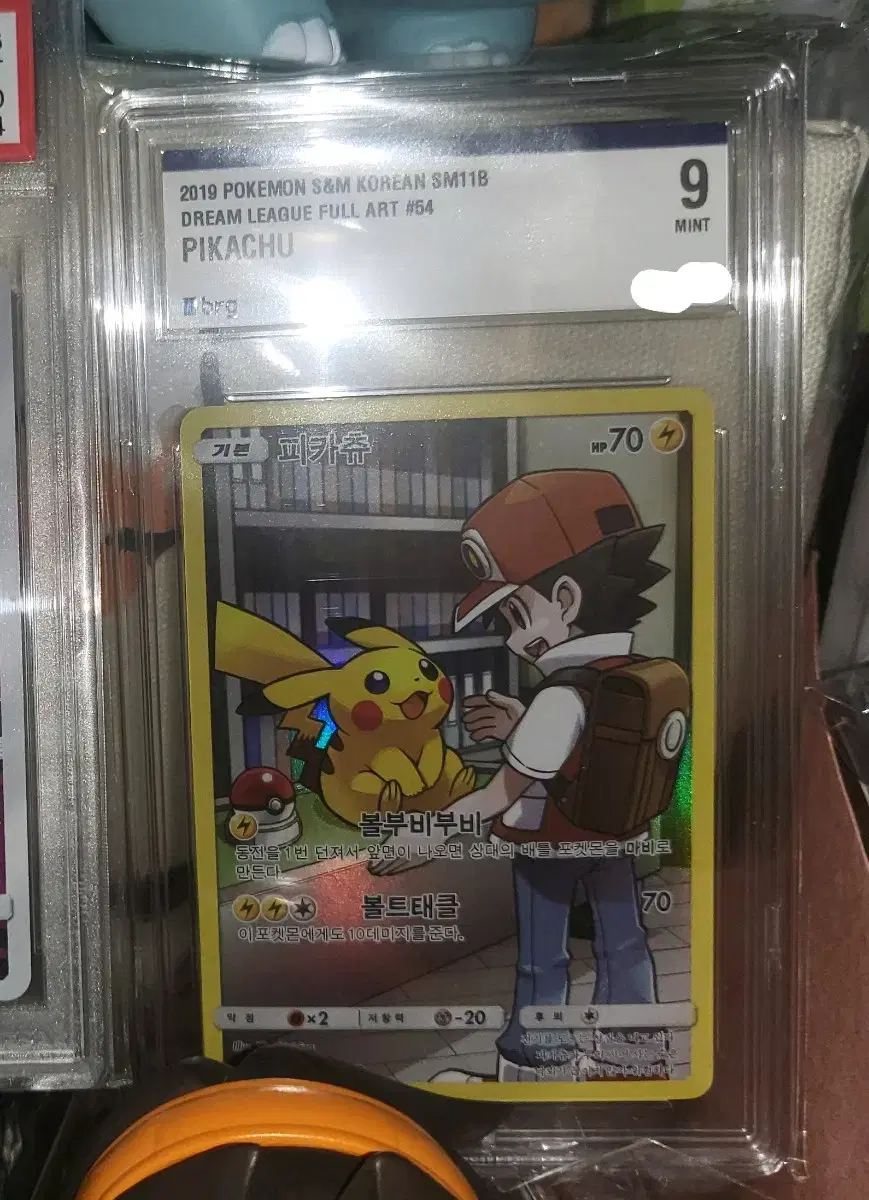 2019 POKEMON S&M KOREAN SM11B
DREAM LEAGUE FULL ART #54
PIKACHU
9
MINT
brg
기본 피카츄 HP70
볼부비부비
동전을 1번 던져서 앞면이 나오면 상대의 배틀 포켓몬을 마비로
만든다.
볼트태클 70
이 포켓몬에게도 10데미지를 준다.
약점 ×2 저항력 -20 후퇴